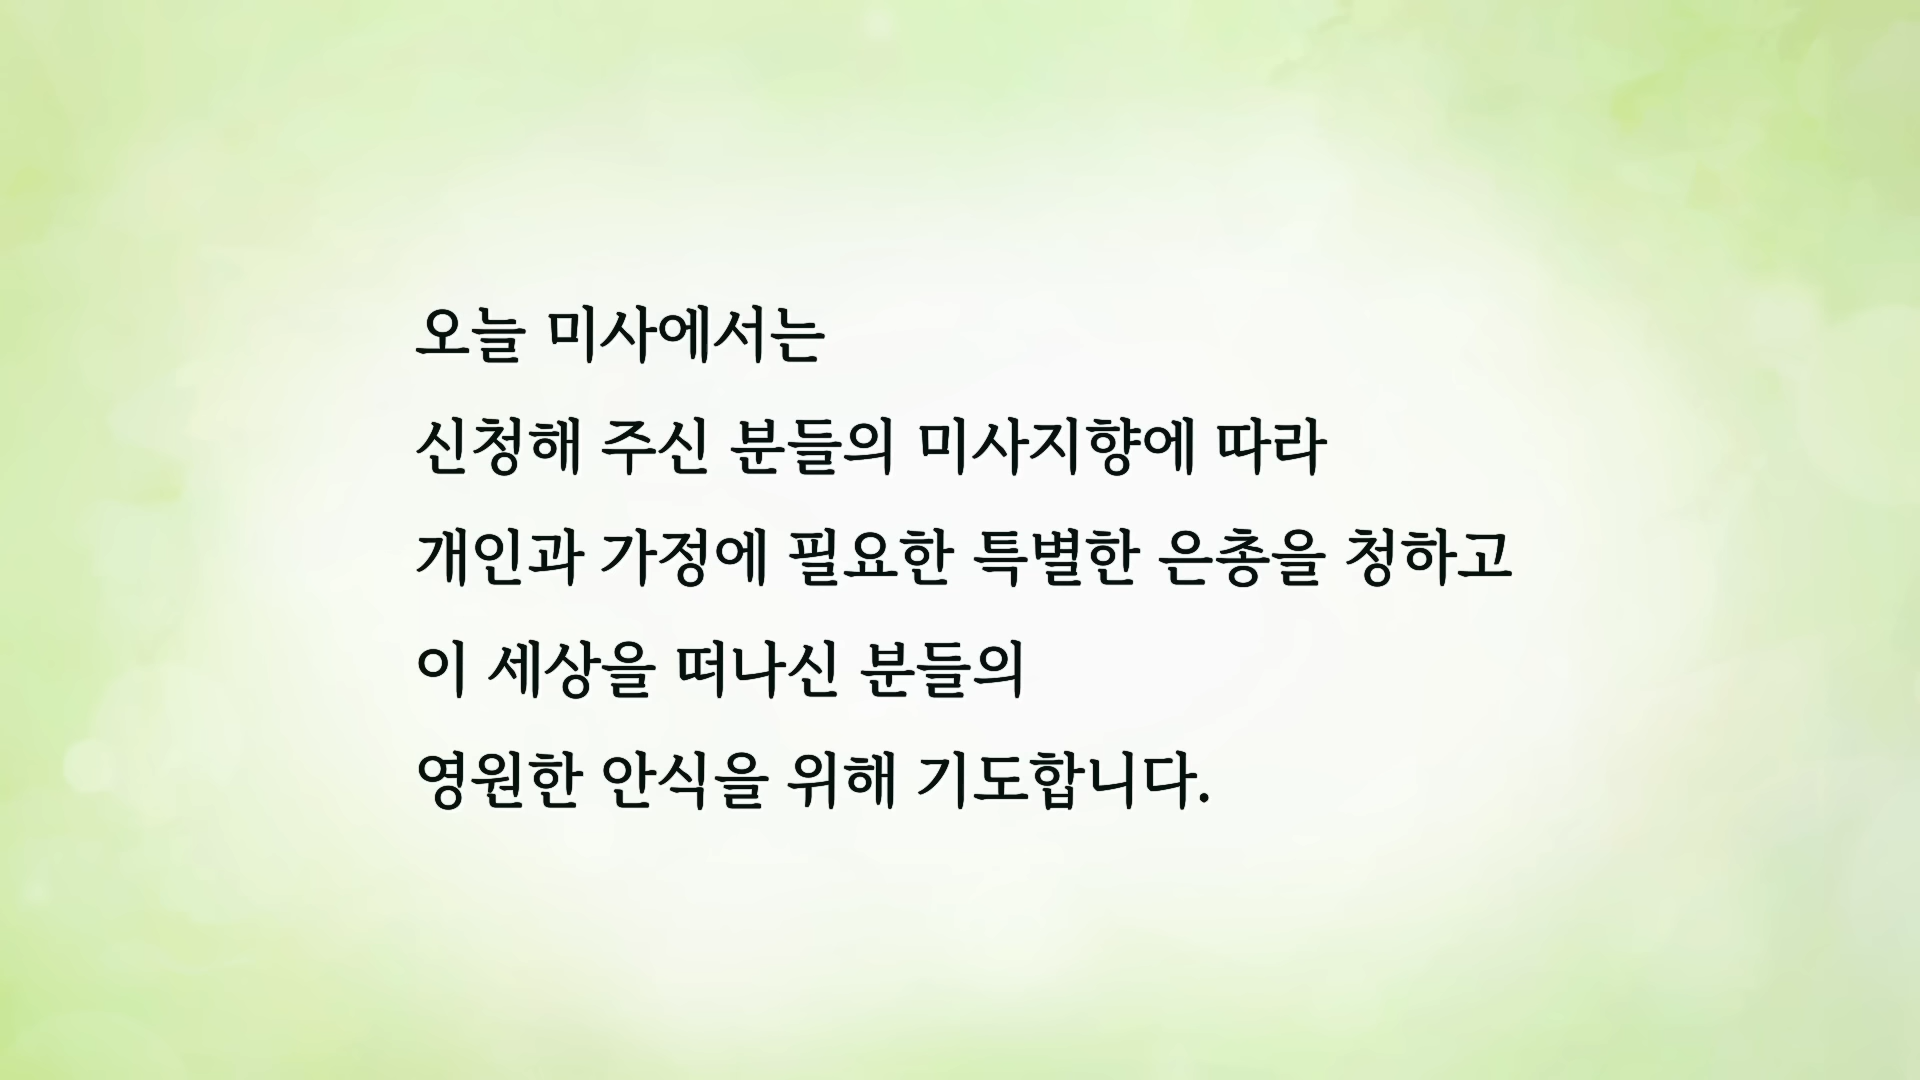 오늘 미사에서는
신청해 주신 분들의 미사지향에 따라
개인과 가정에 필요한 특별한 은총을 청하고
이 세상을 떠나신 분들의
영원한 안식을 위해 기도합니다.